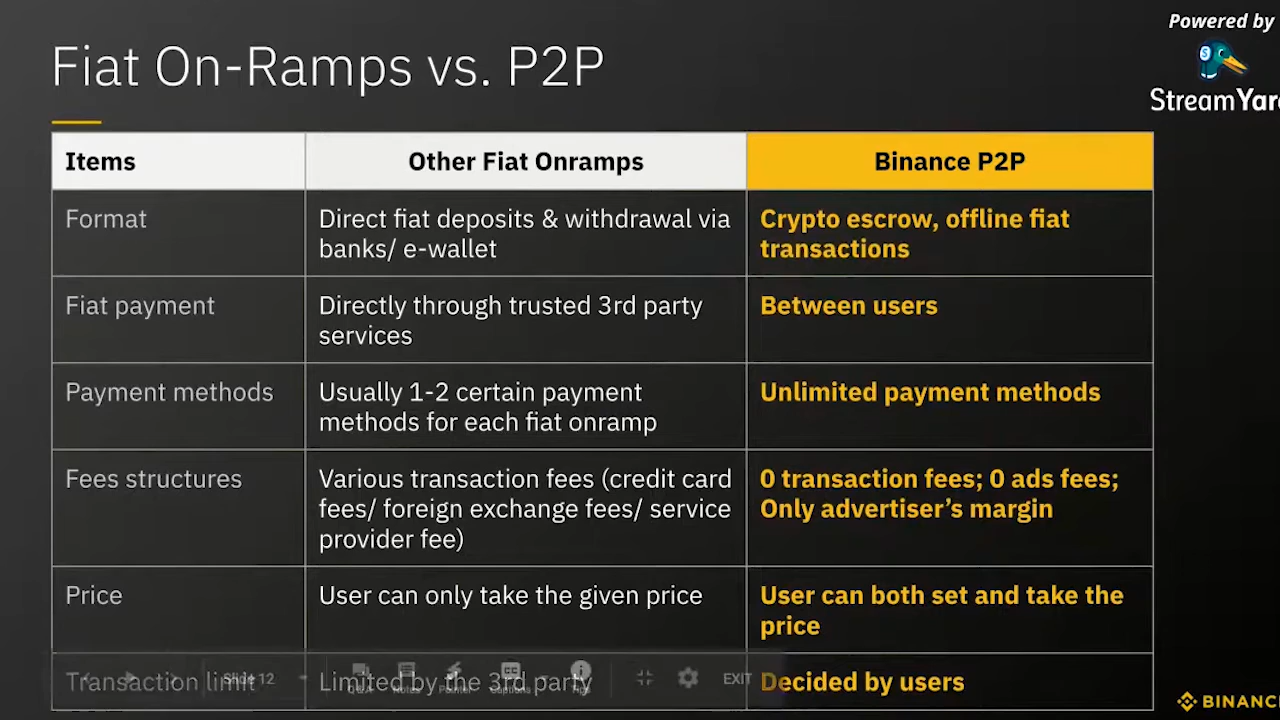 Powered by
StreamYar
Fiat On-Ramps vs. P2P
Items
Other Fiat Onramps
Binance P2P
Format
Direct fiat deposits & withdrawal via
banks/ e-wallet
Crypto escrow, offline fiat
transactions
Fiat payment
Directly through trusted 3rd party
services
Between users
Payment methods
Usually 1-2 certain payment
methods for each fiat onramp
Unlimited payment methods
Fees structures
Various transaction fees (credit card
fees/ foreign exchange fees/ service
provider fee)
0 transaction fees; 0 ads fees;
Only advertiser's margin
Price
User can only take the given price
User can both set and take the
price
Transaction limit
Limited by the 3rd party
Decided by users
Slide 12
Notes
EXIT
BINANC